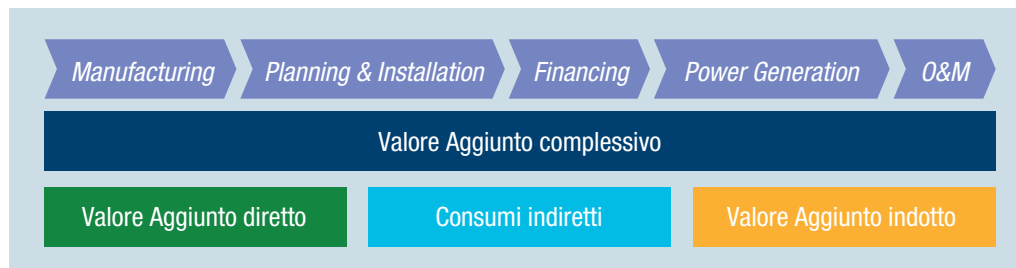 Manufacturing Planning & Installation Financing Power Generation O&M
Valore Aggiunto complessivo
Valore Aggiunto diretto Consumi indiretti Valore Aggiunto indotto